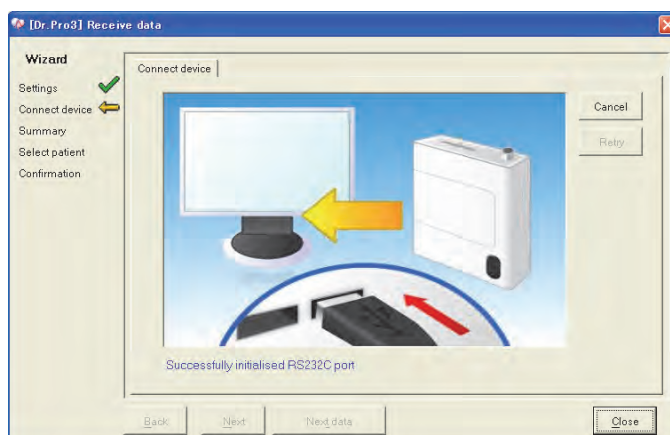 [Dr.Pro3] Receive data
Wizard
Settings
Connect device
Summary
Select patient
Confirmation
Connect device
Cancel
Retry
Successfully initialised RS232C port
Back
Next
Next data
Close